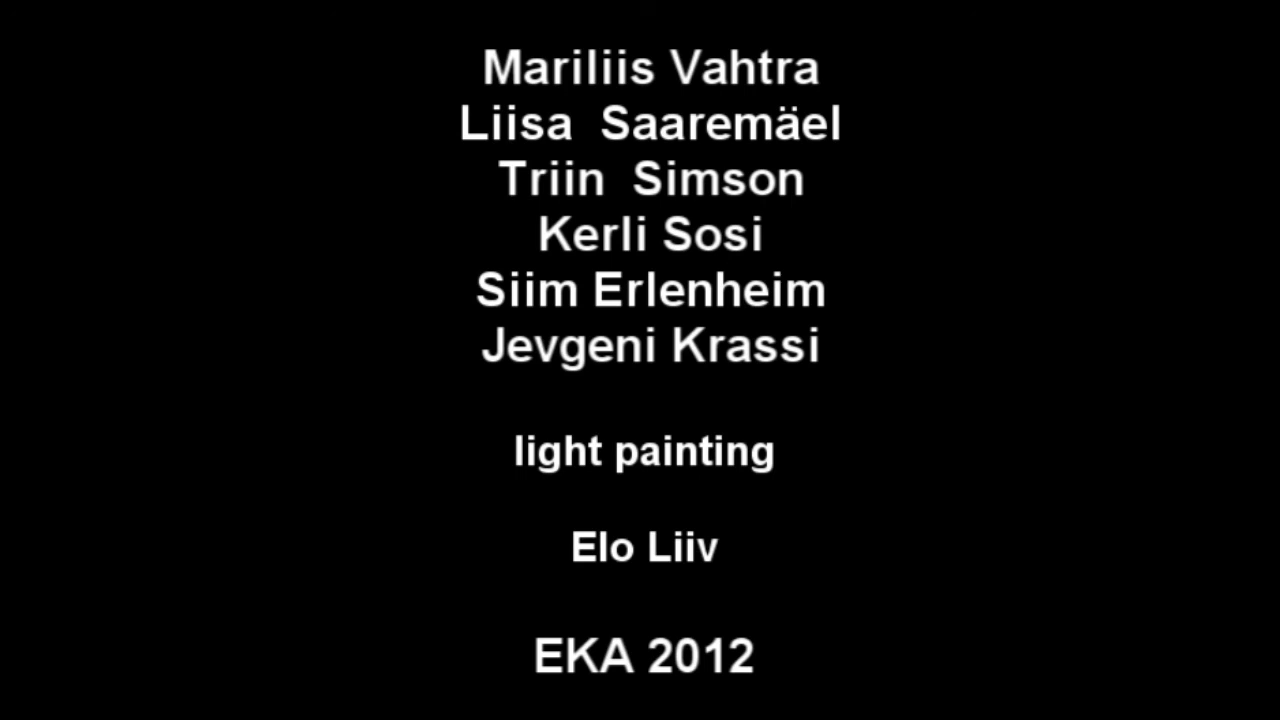 Mariliis Vahtra
Liisa Saaremäel
Triin Simson
Kerli Sosi
Siim Erlenheim
Jevgeni Krassi
light painting
Elo Liiv
EKA 2012